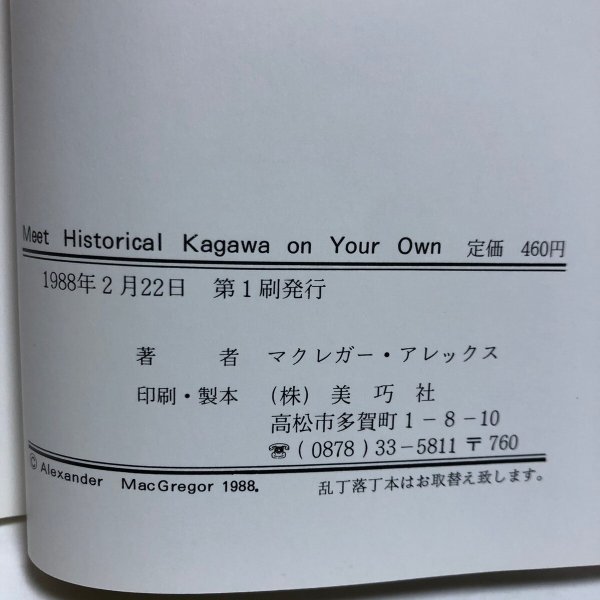 Meet Historical Kagawa on Your Own 定価 460円
1988年2月22日 第1刷発行
著 者 マクレガー・アレックス
印刷・製本 (株) 美巧社
高松市多賀町1-8-10
☎(0878)33-5811 〒760
© Alexander MacGregor 1988. 乱丁落丁本はお取替え致します。